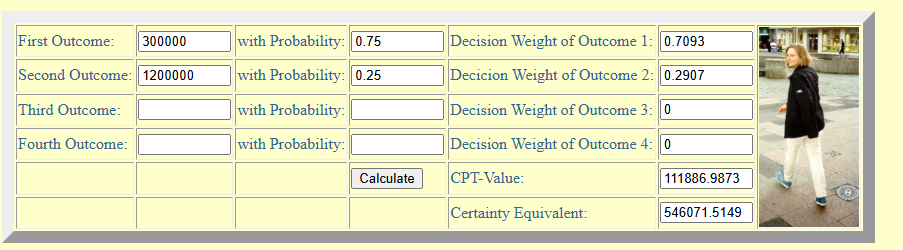 First Outcome: 300000 with Probability: 0.75 Decision Weight of Outcome 1: 0.7093
Second Outcome: 1200000 with Probability: 0.25 Decicion Weight of Outcome 2: 0.2907
Third Outcome: with Probability: Decision Weight of Outcome 3: 0
Fourth Outcome: with Probability: Decision Weight of Outcome 4: 0
Calculate CPT-Value: 111886.9873
Certainty Equivalent: 546071.5149